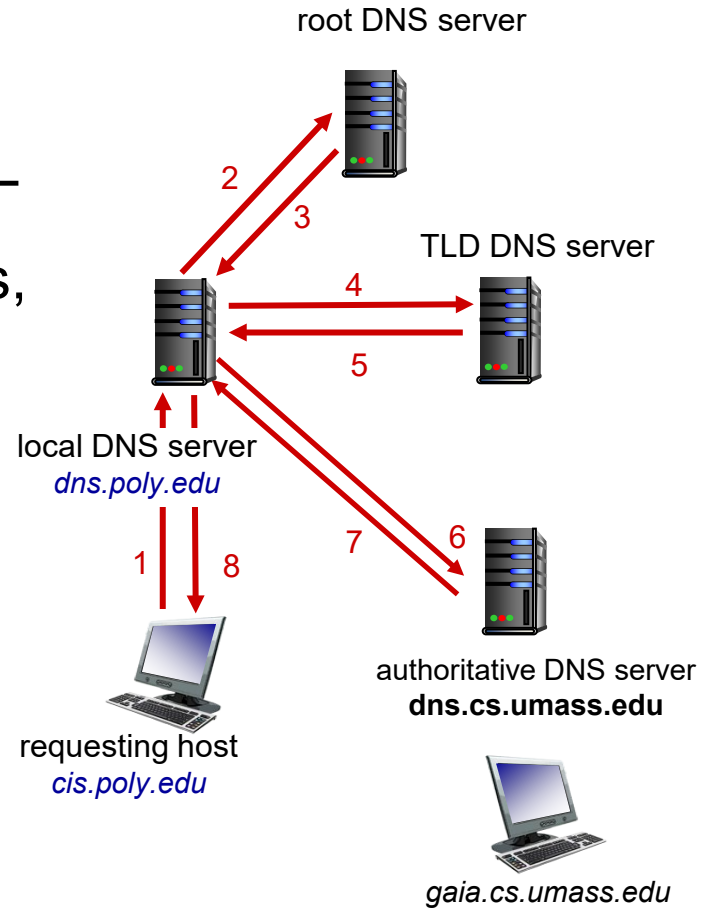 root DNS server
–
s,
2
3
TLD DNS server
4
5
local DNS server
dns.poly.edu
1
8
7
6
requesting host
cis.poly.edu
authoritative DNS server
dns.cs.umass.edu
gaia.cs.umass.edu